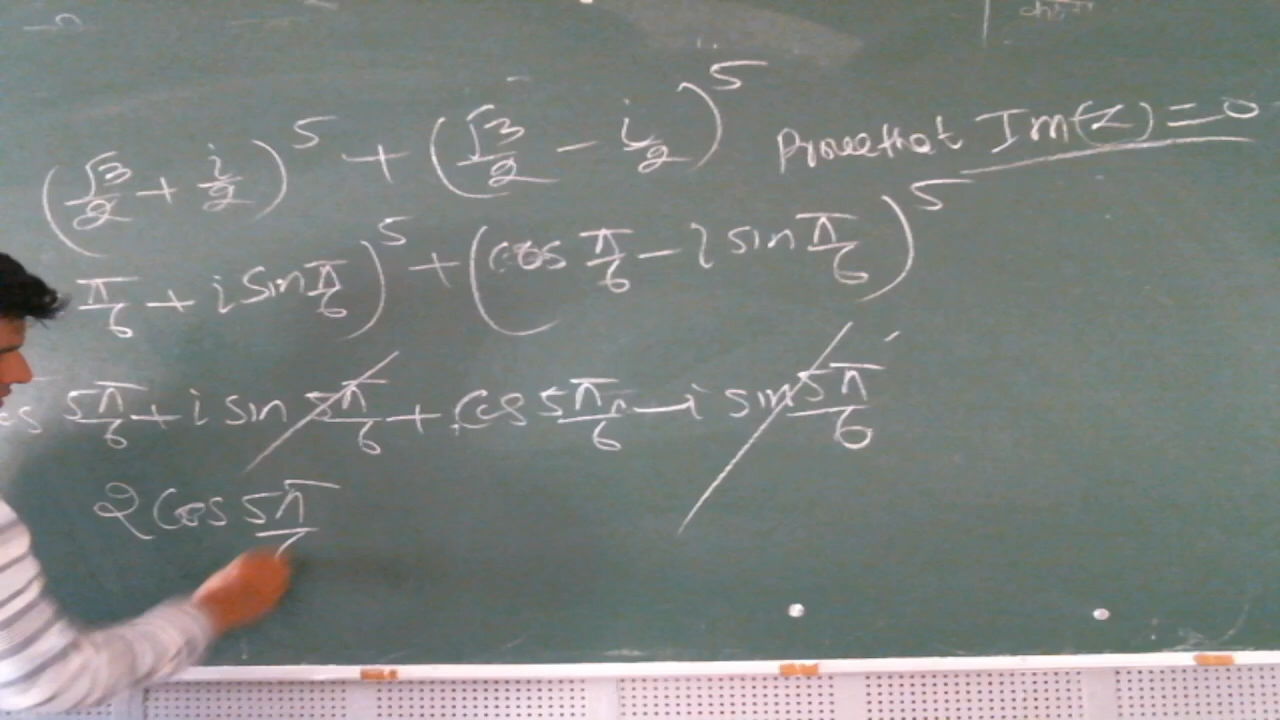 (√3/2 + i/2)^5 + (√3/2 - i/2)^5 Prove that Im(z) = 0
π/6 + i sin π/6)^5 + (cos π/6 - i sin π/6)^5
5π/6 + i sin 5π/6 + cos 5π/6 - i sin 5π/6
2 cos 5π